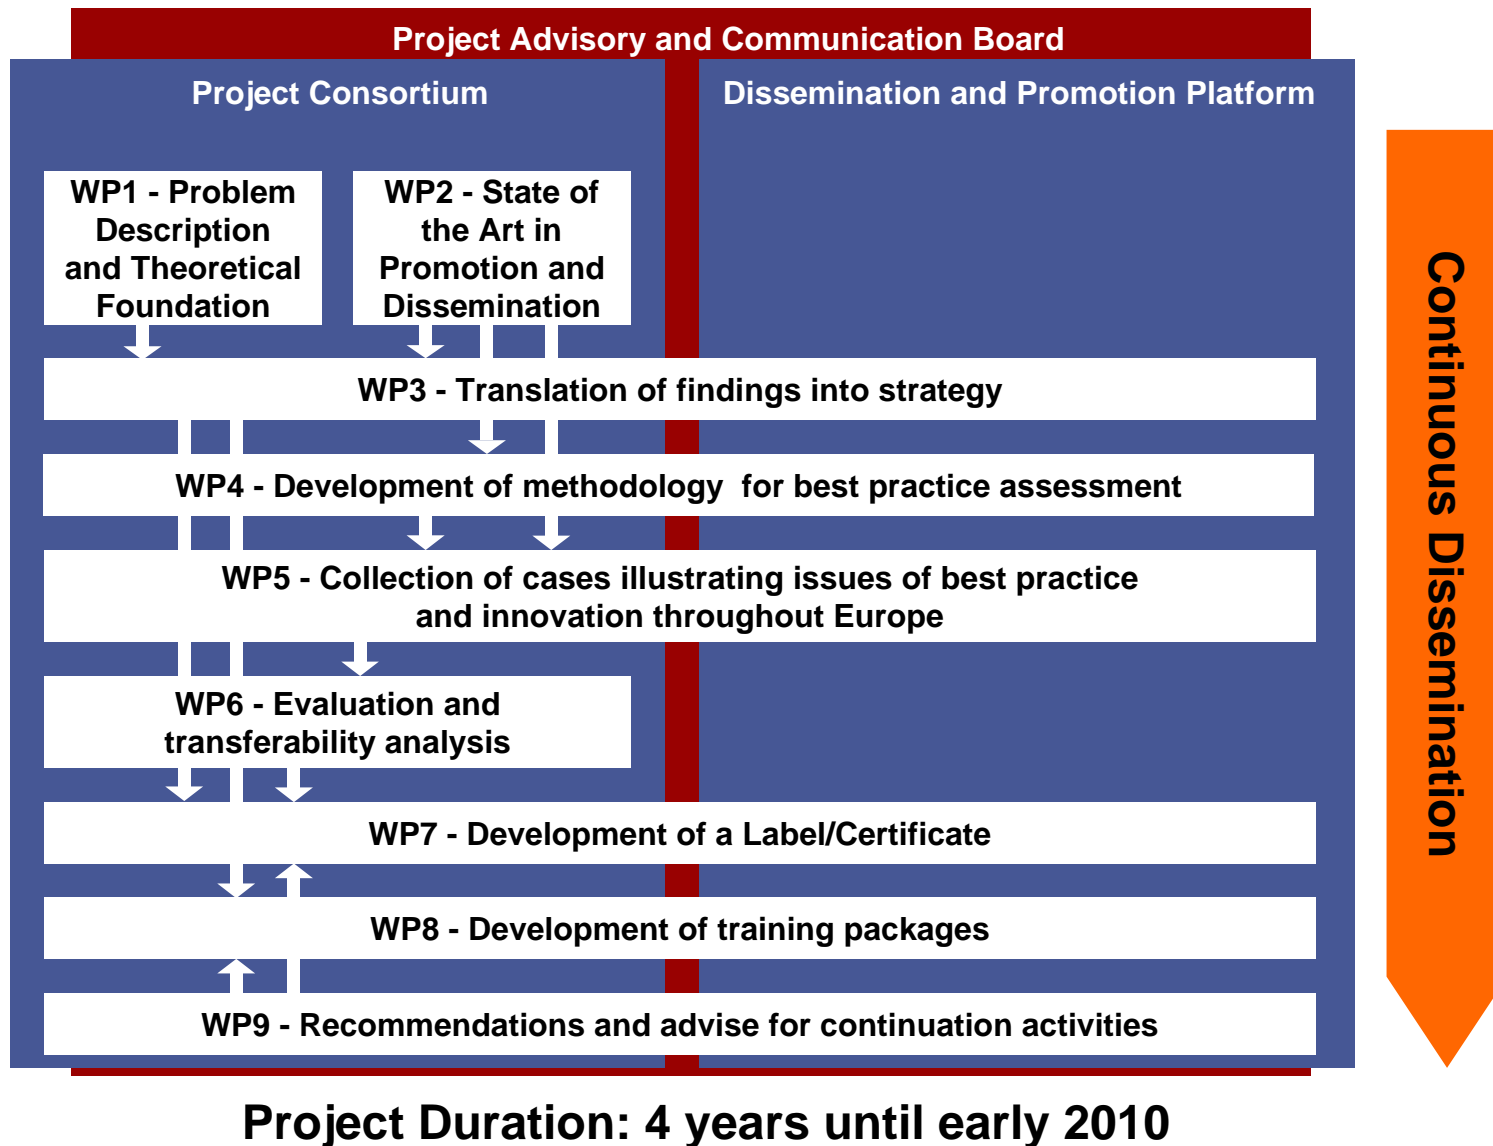 Project Advisory and Communication Board
Project Consortium
Dissemination and Promotion Platform
WP1 - Problem
Description
and Theoretical
Foundation
WP2 - State of
the Art in
Promotion and
Dissemination
WP3 - Translation of findings into strategy
WP4 - Development of methodology for best practice assessment
WP5 - Collection of cases illustrating issues of best practice
and innovation throughout Europe
WP6 - Evaluation and
transferability analysis
WP7 - Development of a Label/Certificate
WP8 - Development of training packages
WP9 - Recommendations and advise for continuation activities
Continuous Dissemination
Project Duration: 4 years until early 2010